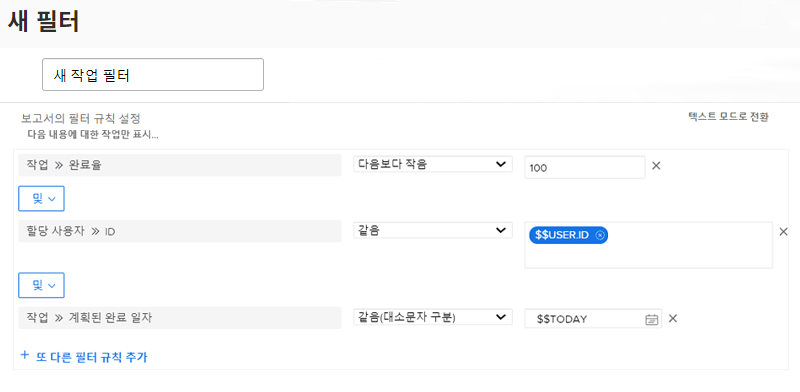 새 필터
새 작업 필터
보고서의 필터 규칙 설정
텍스트 모드로 전환
다음 내용에 대한 작업만 표시...
작업 » 완료율 다음보다 작음 100
및
할당 사용자 » ID 같음 $$USER.ID
및
작업 » 계획된 완료 일자 같음(대소문자 구분) $$TODAY
+ 또 다른 필터 규칙 추가